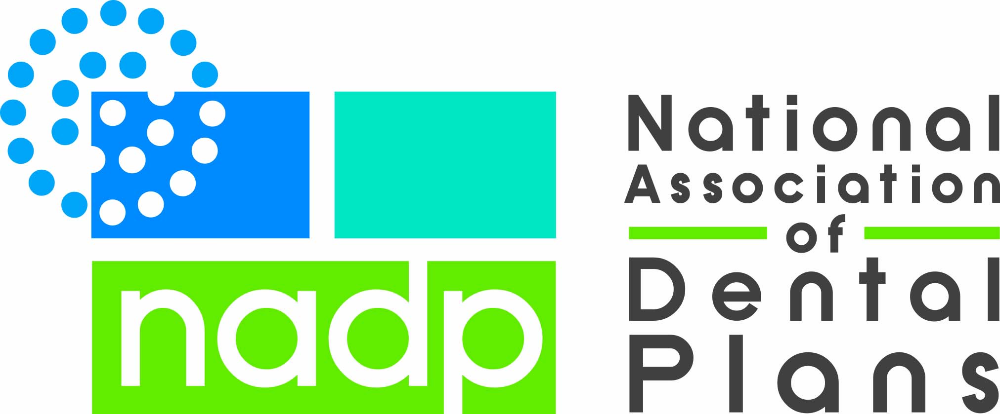 nadp
National
Association
of
Dental
Plans